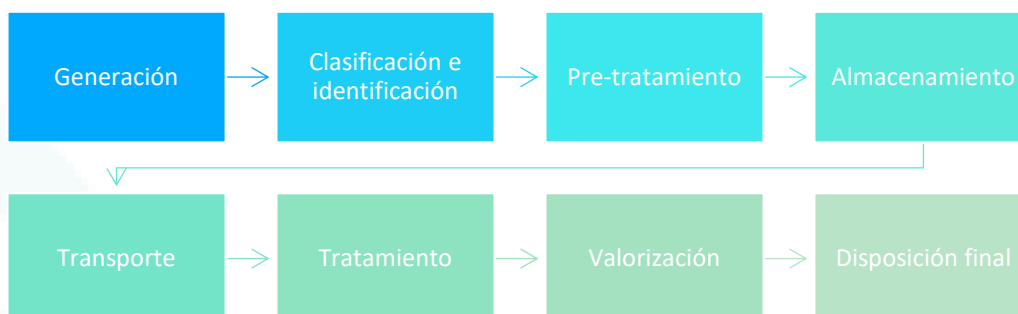 Generación
Clasificación e
identificación
Pre-tratamiento
Almacenamiento
Transporte
Tratamiento
Valorización
Disposición final